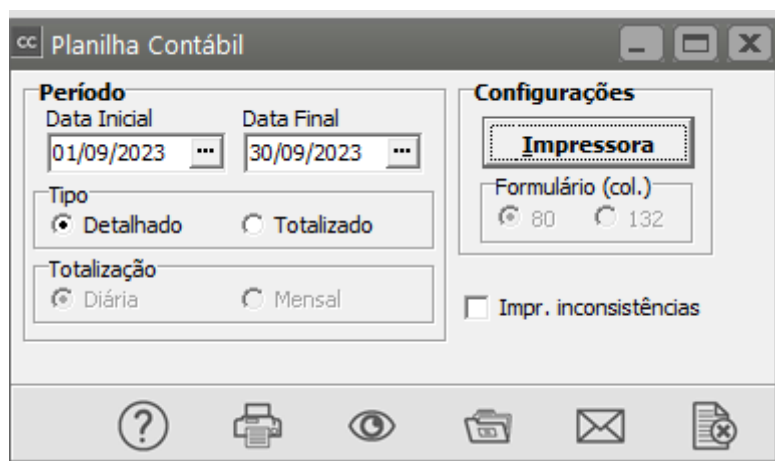 cc Planilha Contábil
Período
Data Inicial
Data Final
01/09/2023 ...
30/09/2023 ...
Tipo
Detalhado
Totalizado
Totalização
Diária
Mensal
Configurações
Impressora
Formulário (col.)
80
132
Impr. inconsistências
?